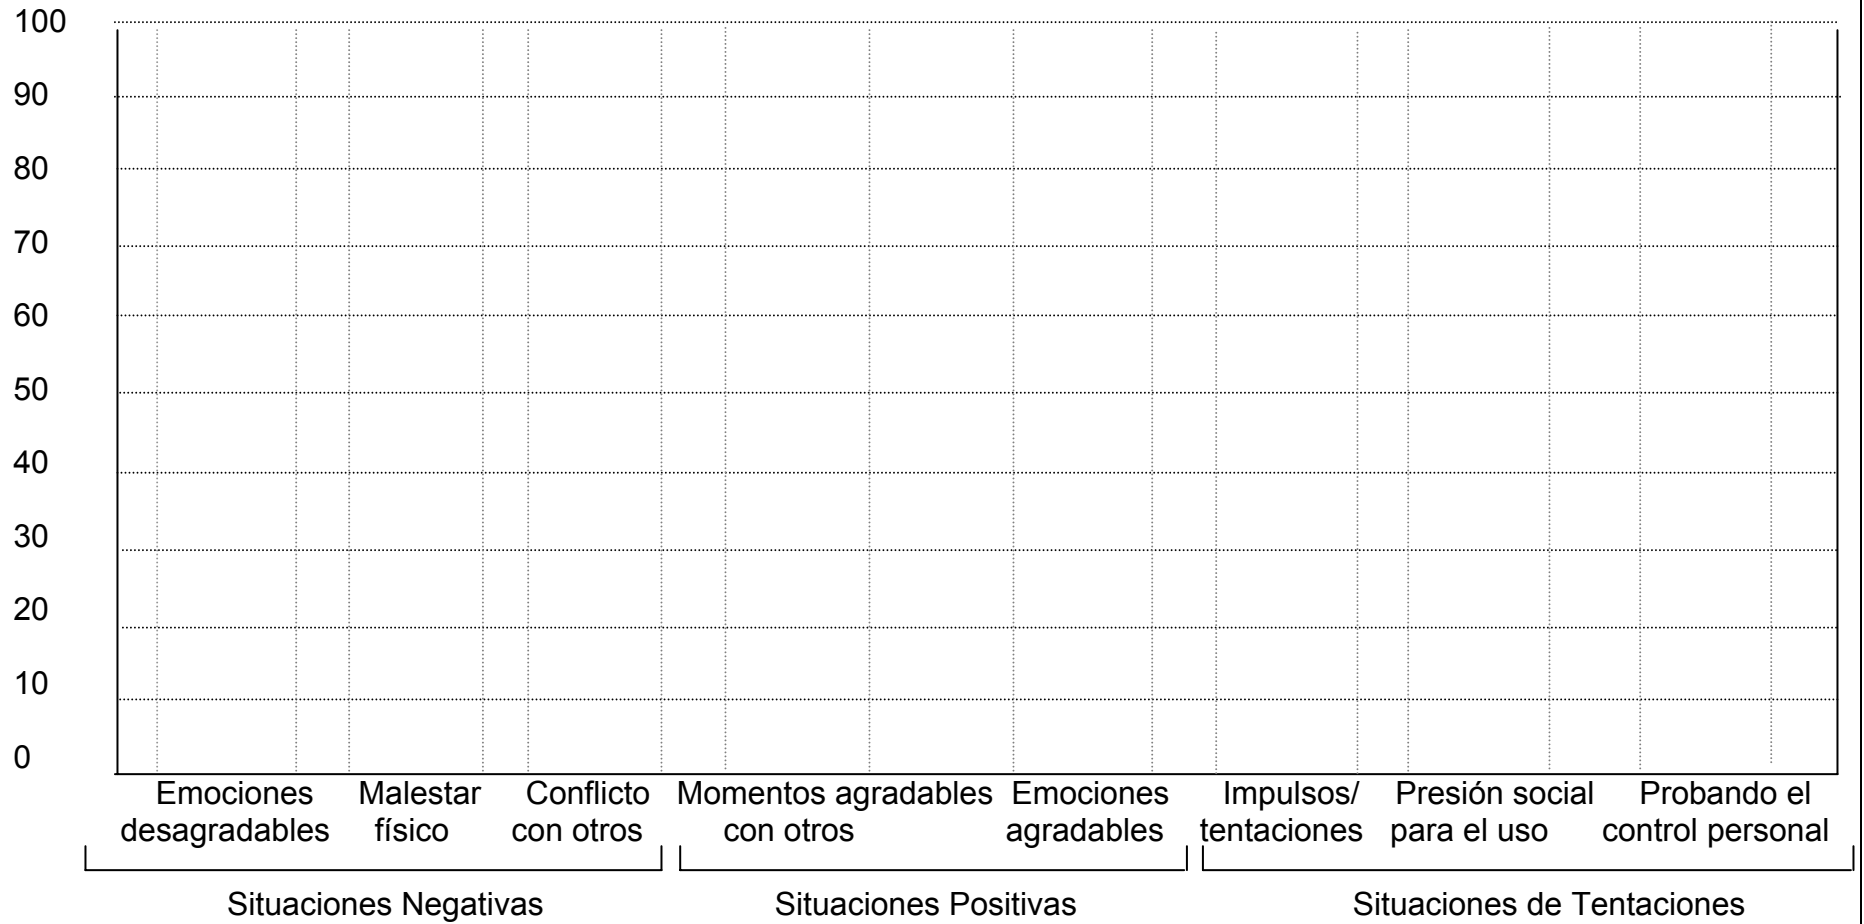 100
90
80
70
60
50
40
30
20
10
0
Emociones desagradables
Malestar físico
Conflicto con otros
Momentos agradables con otros
Emociones agradables
Impulsos/ tentaciones
Presión social para el uso
Probando el control personal
Situaciones Negativas
Situaciones Positivas
Situaciones de Tentaciones